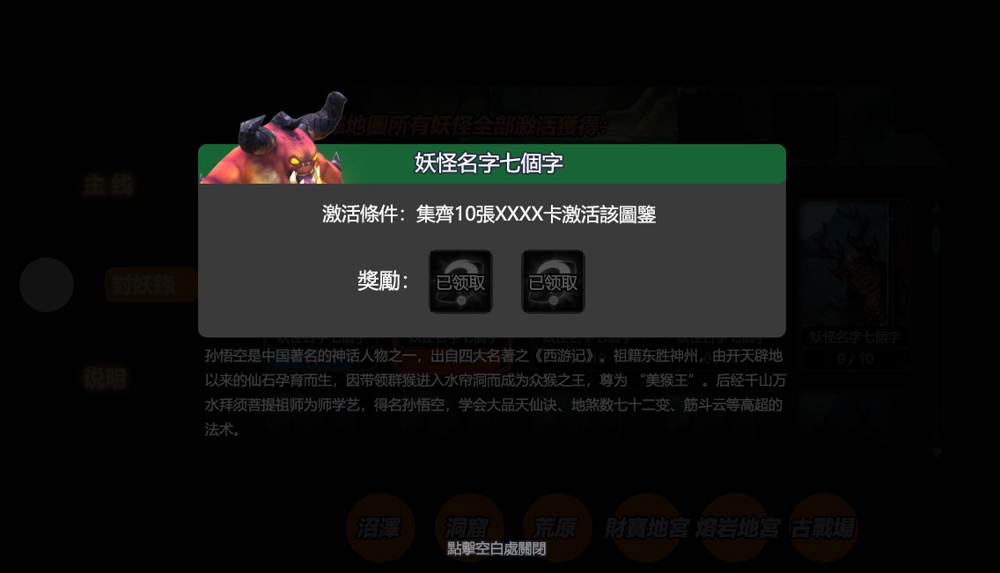 地圖所有妖怪全部激活獲得：
妖怪名字七個字
主线
激活條件：集齊10張XXXX卡激活該圖鑒
封妖錄
獎勵：
已领取
已领取
妖怪名字七個字
0 / 10
孙悟空是中国著名的神话人物之一，出自四大名著之《西游记》。祖籍东胜神州，由开天辟地
以来的仙石孕育而生，因带领群猴进入水帘洞而成为众猴之王，尊为 “美猴王”。后经千山万
水拜须菩提祖师为师学艺，得名孙悟空，学会大品天仙诀、地煞数七十二变、筋斗云等高超的
法术。
说明
沼澤
洞窟
荒原
財寶地宮
熔岩地宮
古戰場
點擊空白處關閉